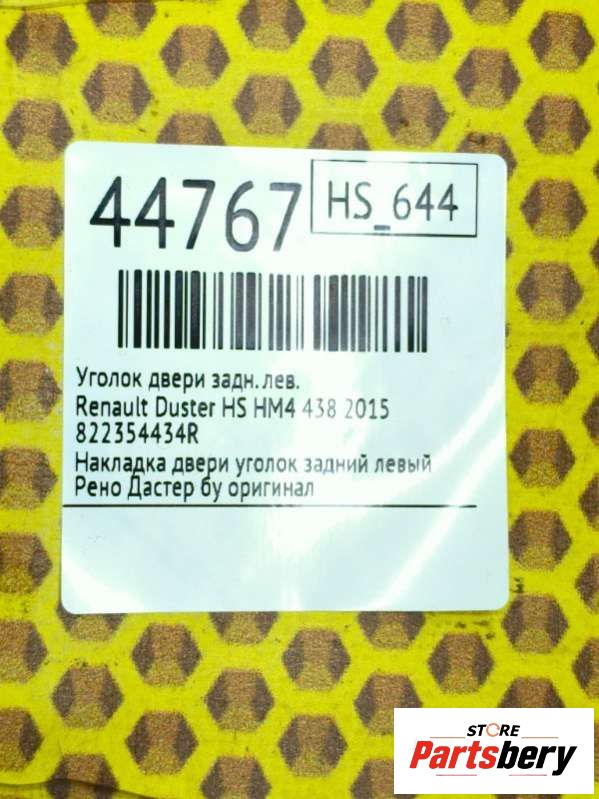 44767
HS_644
Уголок двери задн.лев.
Renault Duster HS HM4 438 2015
822354434R
Накладка двери уголок задний левый
Рено Дастер бу оригинал
STORE
Partsbery